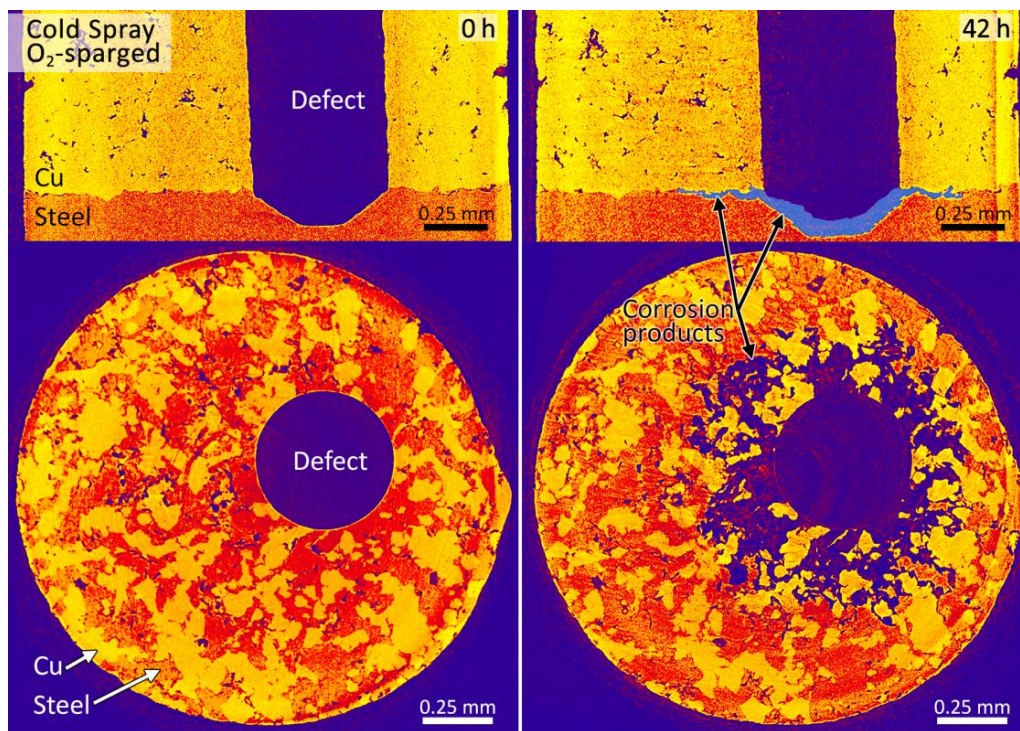 Cold Spray
O₂-sparged
0 h
Defect
Cu
Steel
0.25 mm
42 h
0.25 mm
Defect
Cu
Steel
0.25 mm
Corrosion
products
0.25 mm